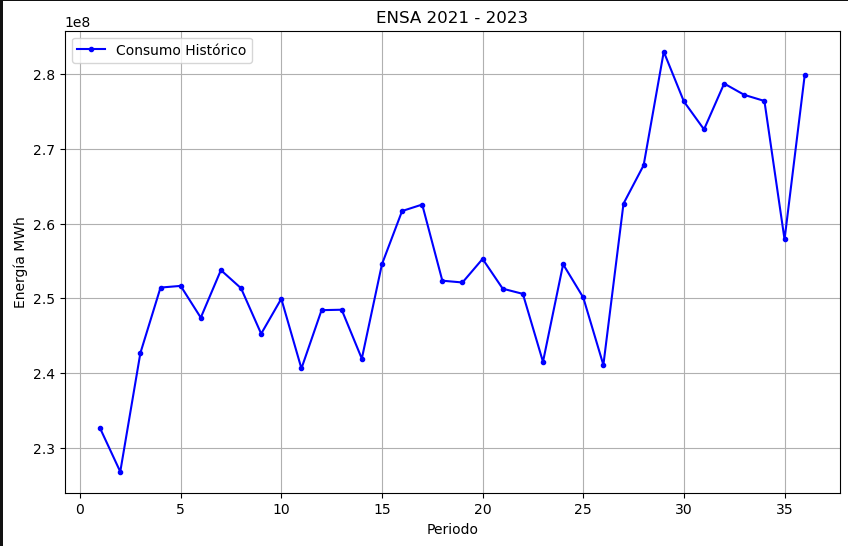 ENSA 2021 - 2023
1e8
Consumo Histórico
2.8
2.7
2.6
2.5
2.4
2.3
Energía MWh
0 5 10 15 20 25 30 35
Periodo